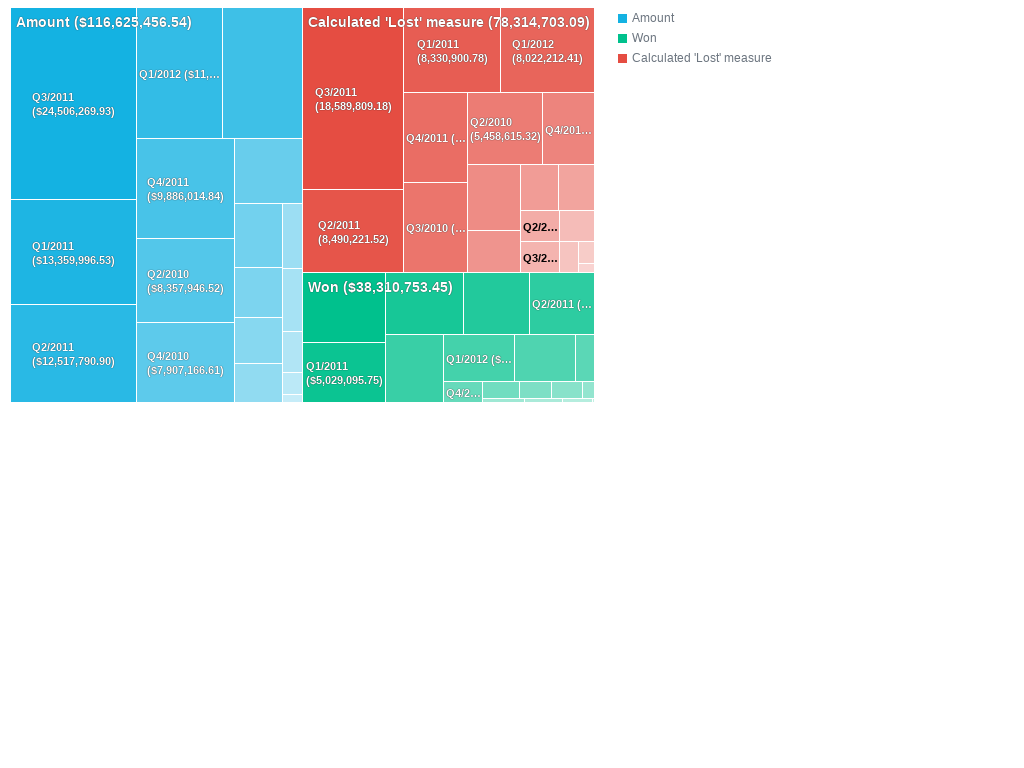 Amount ($116,625,456.54)
Q3/2011
($24,506,269.93)
Q1/2011
($13,359,996.53)
Q2/2011
($12,517,790.90)
Q1/2012 ($11,…
Q4/2011
($9,886,014.84)
Q2/2010
($8,357,946.52)
Q4/2010
($7,907,166.61)
Calculated 'Lost' measure (78,314,703.09)
Q3/2011
(18,589,809.18)
Q2/2011
(8,490,221.52)
Q1/2011
(8,330,900.78)
Q1/2012
(8,022,212.41)
Q4/2011 (…
Q3/2010 (…
Q2/2010
(5,458,615.32)
Q4/201…
Q2/2…
Q3/2…
Won ($38,310,753.45)
Q1/2011
($5,029,095.75)
Q2/2011 (…
Q1/2012 ($…
Q4/2…
Amount
Won
Calculated 'Lost' measure